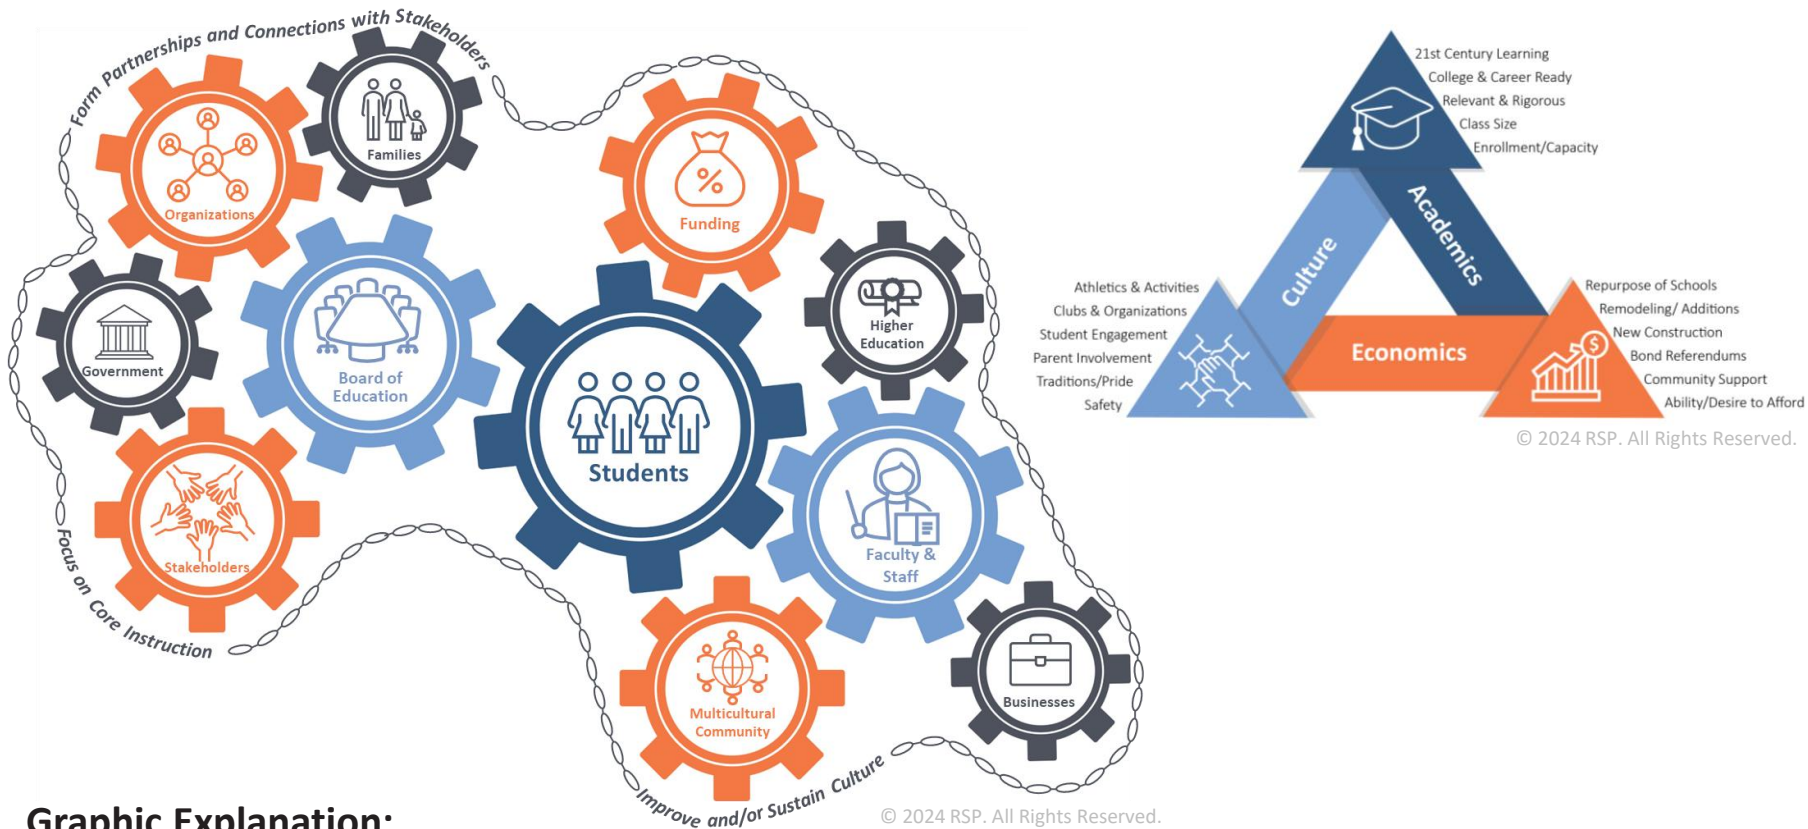 Form Partnerships and Connections with Stakeholders
Families
Organizations
Funding
Government
Board of
Education
Higher
Education
Students
Stakeholders
Faculty &
Staff
Focus on Core Instruction
Multicultural
Community
Businesses
Improve and/or Sustain Culture
© 2024 RSP. All Rights Reserved.
Graphic Explanation:
21st Century Learning
College & Career Ready
Relevant & Rigorous
Class Size
Enrollment/Capacity
Academics
Culture
Economics
Athletics & Activities
Clubs & Organizations
Student Engagement
Parent Involvement
Traditions/Pride
Safety
$
Repurpose of Schools
Remodeling/ Additions
New Construction
Bond Referendums
Community Support
Ability/Desire to Afford
© 2024 RSP. All Rights Reserved.
%